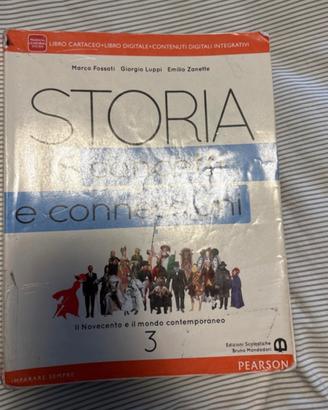 LIBRO CARTACEO+LIBRO DIGITALE+CONTENUTI DIGITALI INTEGRATIVI
Marco Fossati Giorgio Luppi Emilio Zanette
STORIA
concetti
e connessioni
Il Novecento e il mondo contemporaneo
3
Edizioni Scolastiche
Bruno Mondadori
IMPARARE SEMPRE
PEARSON